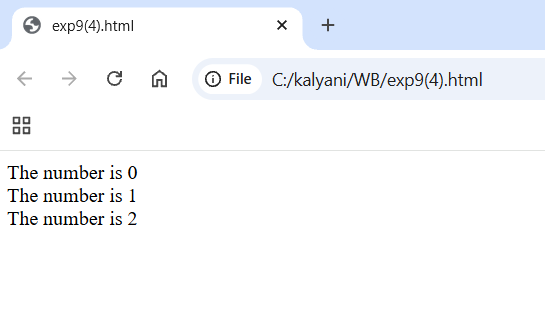 exp9(4).html
File
C:/kalyani/WB/exp9(4).html
The number is 0
The number is 1
The number is 2